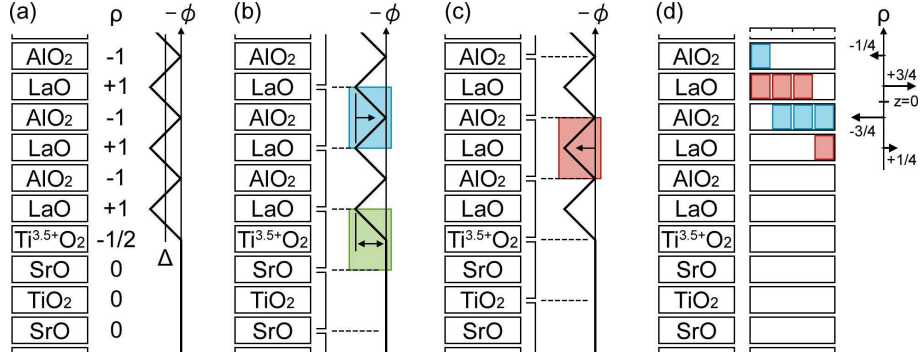 (a) ρ −ϕ (b) −ϕ (c) −ϕ (d) ρ
AlO₂ -1 AlO₂ AlO₂ AlO₂ -1/4
LaO +1 LaO LaO LaO +3/4
z=0
AlO₂ -1 AlO₂ AlO₂ AlO₂ -3/4
LaO +1 LaO LaO LaO +1/4
AlO₂ -1 AlO₂ AlO₂ AlO₂
LaO +1 LaO LaO LaO
Ti³·⁵⁺O₂ -1/2 Ti³·⁵⁺O₂ Ti³·⁵⁺O₂ Ti³·⁵⁺O₂
SrO 0 Δ SrO SrO SrO
TiO₂ 0 TiO₂ TiO₂ TiO₂
SrO 0 SrO SrO SrO